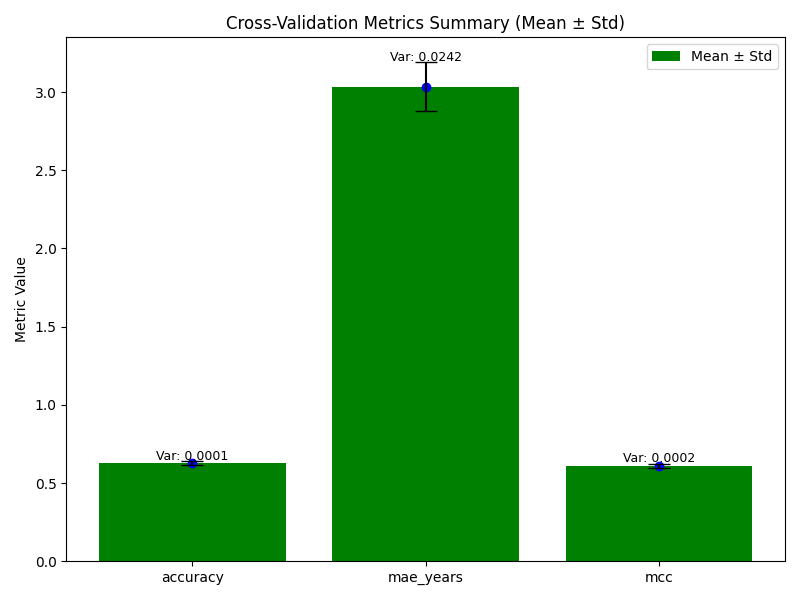 Cross-Validation Metrics Summary (Mean ± Std)
Mean ± Std
Var: 0.0242
Var: 0.0001
Var: 0.0002
Metric Value
3.0
2.5
2.0
1.5
1.0
0.5
0.0
accuracy
mae_years
mcc